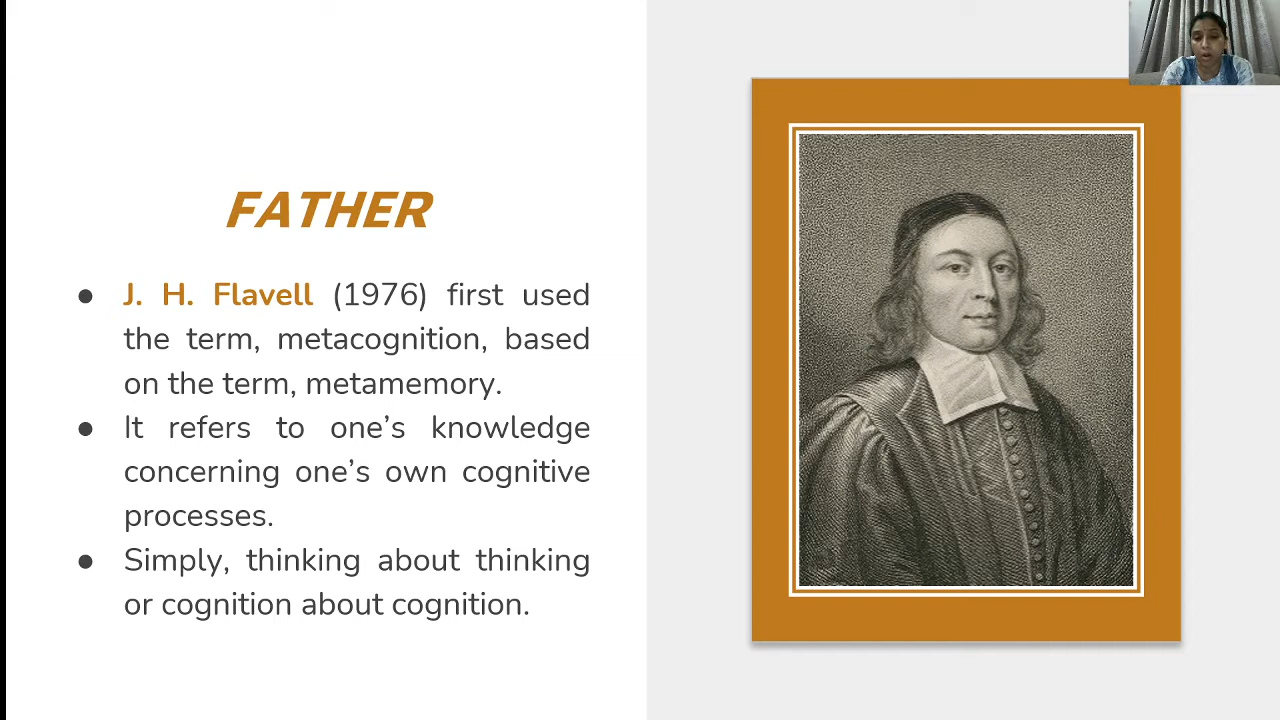 FATHER
● J. H. Flavell (1976) first used
the term, metacognition, based
on the term, metamemory.
● It refers to one’s knowledge
concerning one’s own cognitive
processes.
● Simply, thinking about thinking
or cognition about cognition.